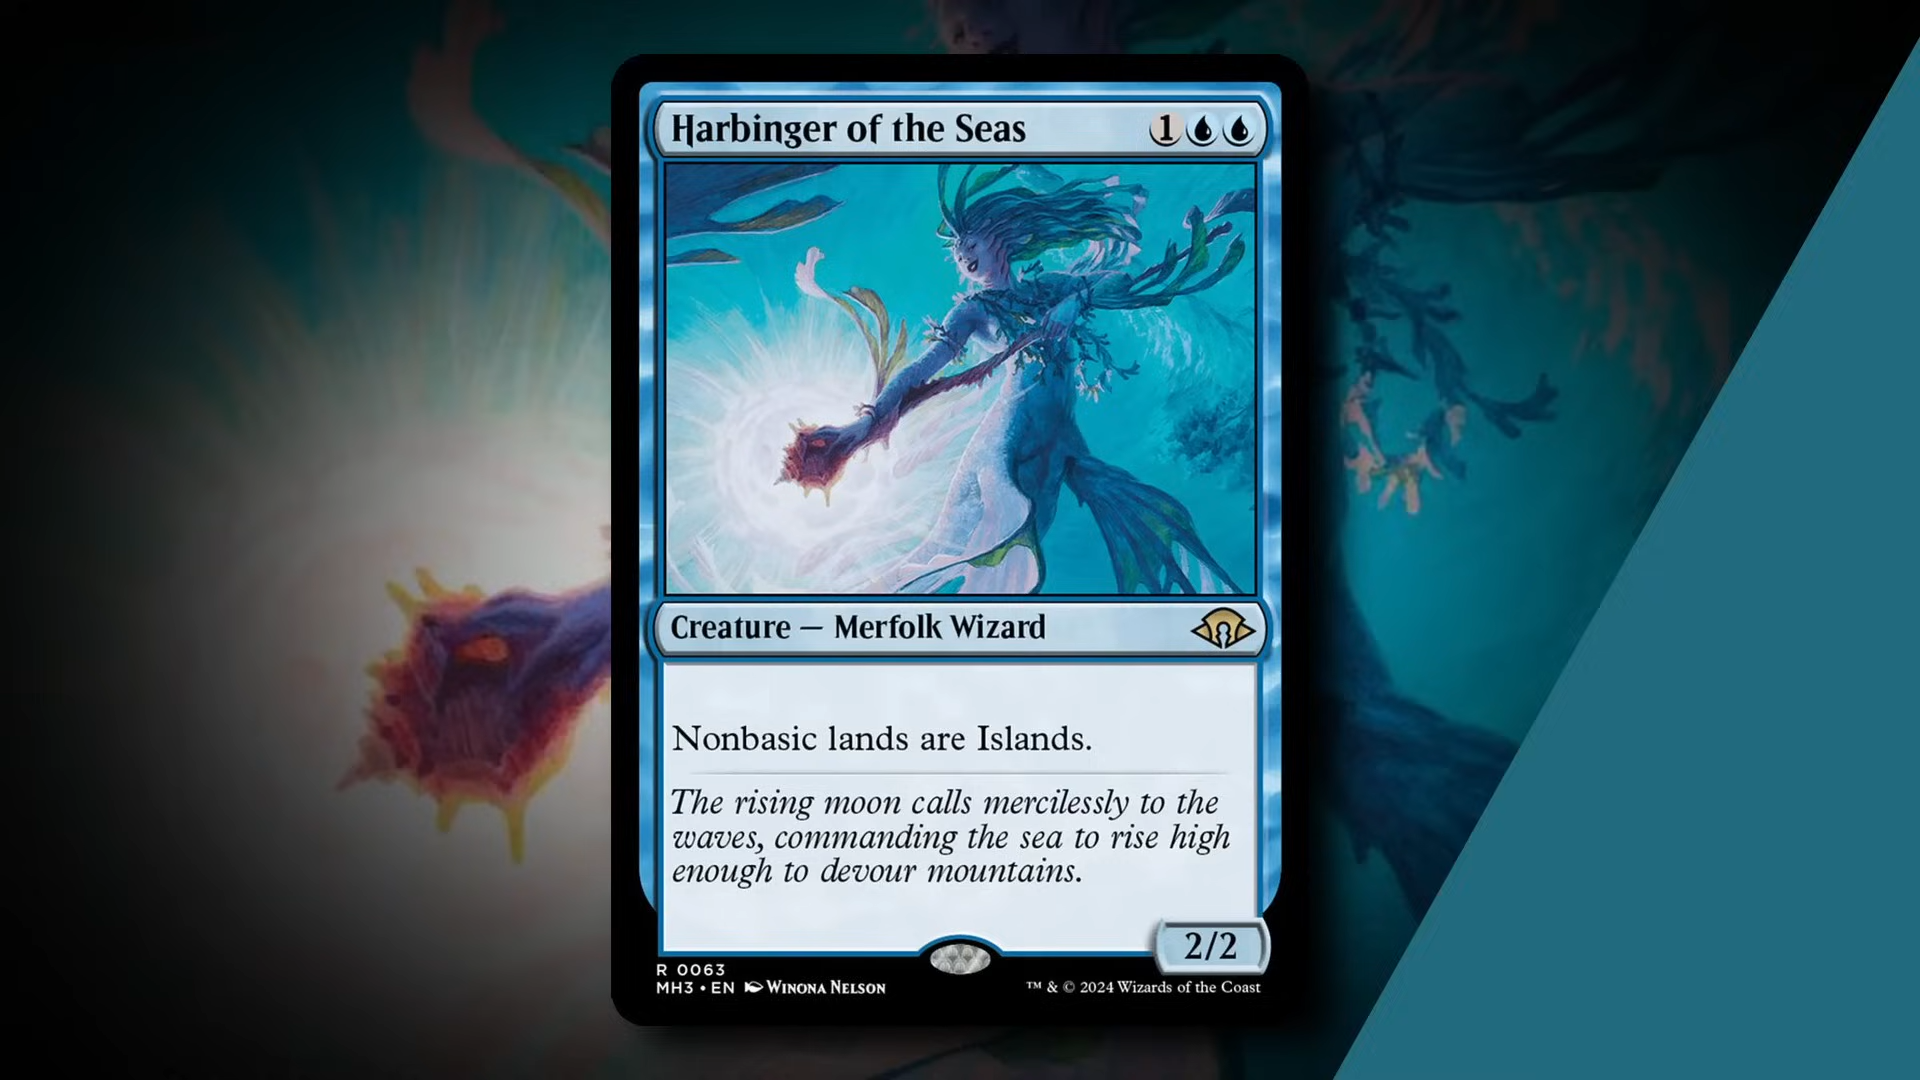 Harbinger of the Seas 1
Creature — Merfolk Wizard
Nonbasic lands are Islands.
The rising moon calls mercilessly to the
waves, commanding the sea to rise high
enough to devour mountains.
2/2
R 0063
MH3 • EN Winona Nelson
™ & © 2024 Wizards of the Coast